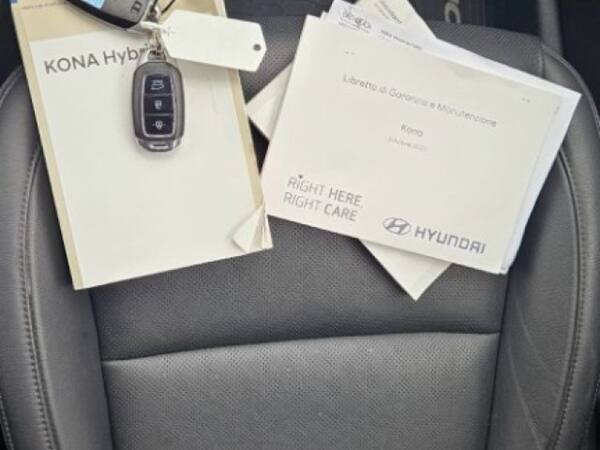 KONA Hybr
Libretto di Garanzia e Manutenzione
Kona
RIGHT HERE,
RIGHT CARE
HYUNDAI